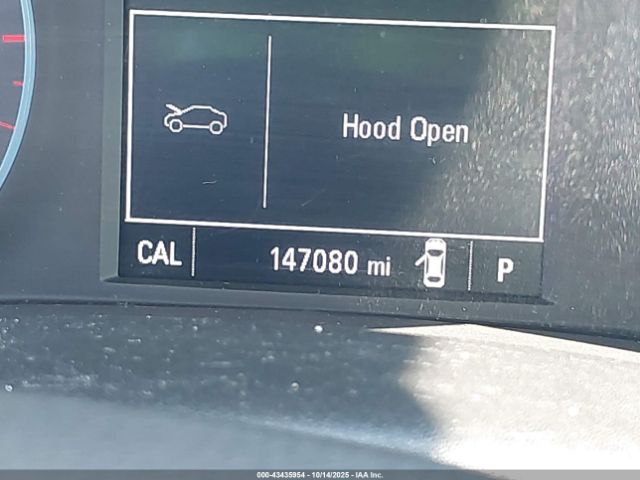 Hood Open
CAL 147080 mi P
000-43435954 - 10/14/2025 - IAA Inc.